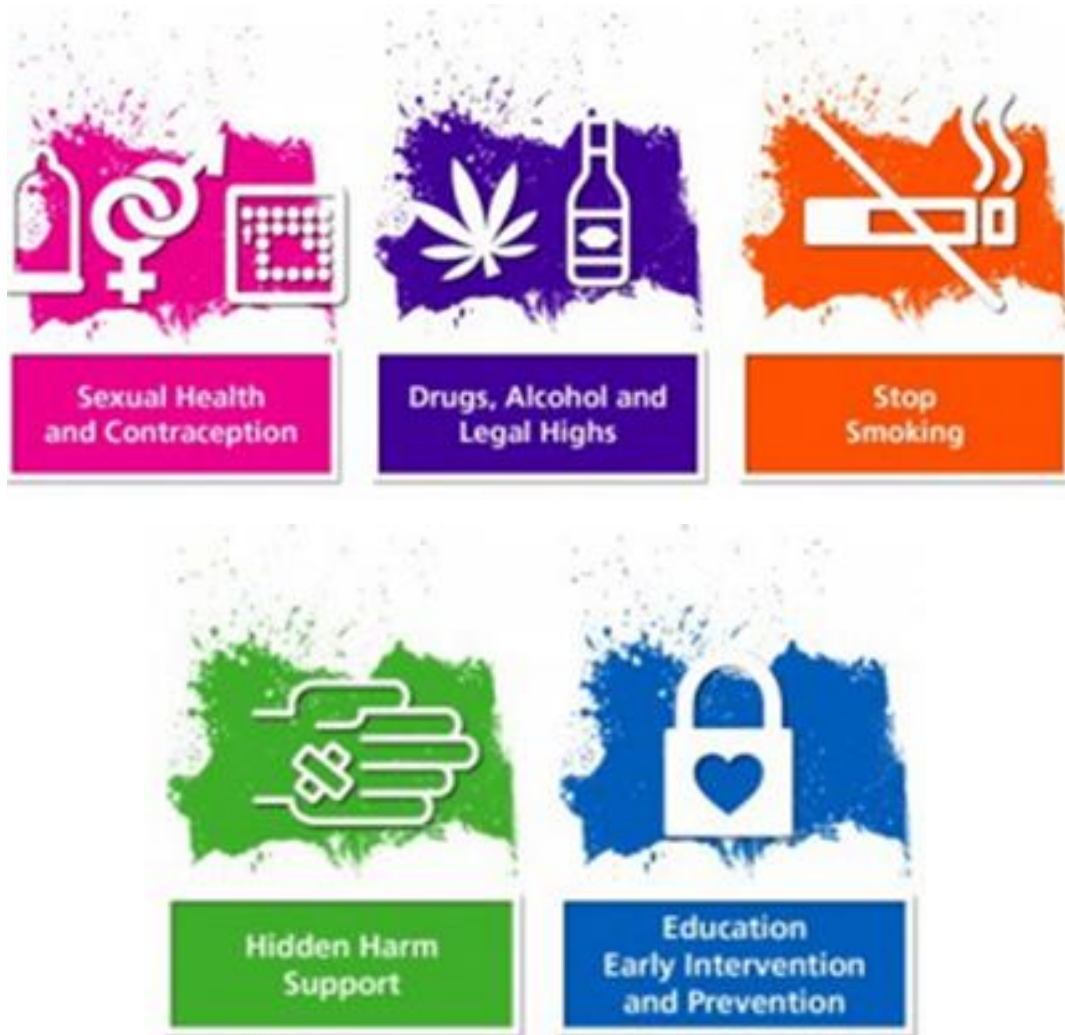 Sexual Health
and Contraception
Drugs, Alcohol and
Legal Highs
Stop
Smoking
Hidden Harm
Support
Education
Early Intervention
and Prevention